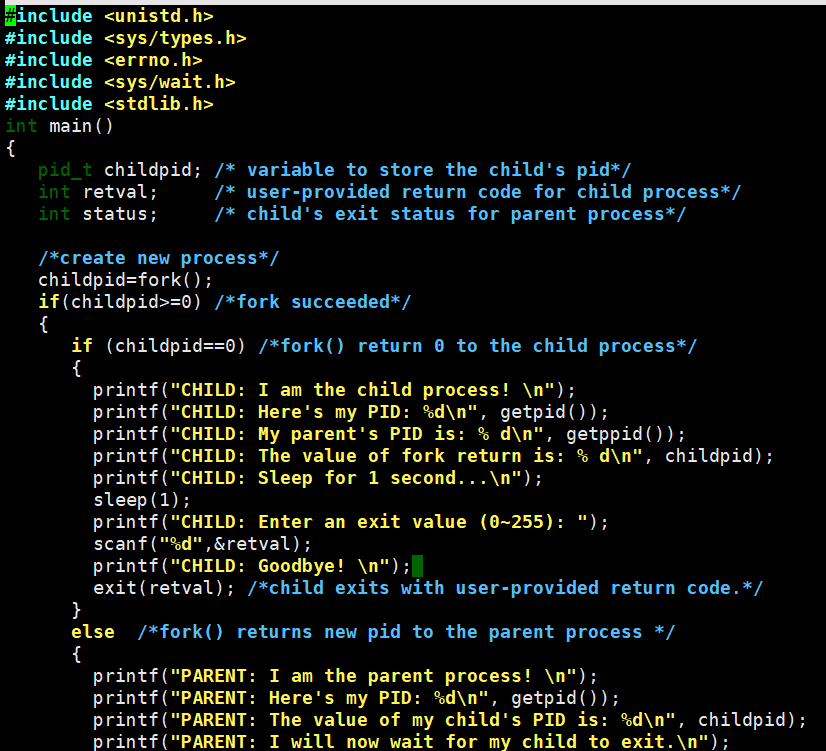 #include <unistd.h>
#include <sys/types.h>
#include <errno.h>
#include <sys/wait.h>
#include <stdlib.h>
int main()
{
   pid_t childpid; /* variable to store the child's pid*/
   int retval;     /* user-provided return code for child process*/
   int status;     /* child's exit status for parent process*/

   /*create new process*/
   childpid=fork();
   if(childpid>=0) /*fork succeeded*/
   {
      if (childpid==0) /*fork() return 0 to the child process*/
      {
        printf("CHILD: I am the child process! \n");
        printf("CHILD: Here's my PID: %d\n", getpid());
        printf("CHILD: My parent's PID is: % d\n", getppid());
        printf("CHILD: The value of fork return is: % d\n", childpid);
        printf("CHILD: Sleep for 1 second...\n");
        sleep(1);
        printf("CHILD: Enter an exit value (0~255): ");
        scanf("%d",&retval);
        printf("CHILD: Goodbye! \n");
        exit(retval); /*child exits with user-provided return code.*/
      }
      else  /*fork() returns new pid to the parent process */
      {
        printf("PARENT: I am the parent process! \n");
        printf("PARENT: Here's my PID: %d\n", getpid());
        printf("PARENT: The value of my child's PID is: %d\n", childpid);
        printf("PARENT: I will now wait for my child to exit.\n");